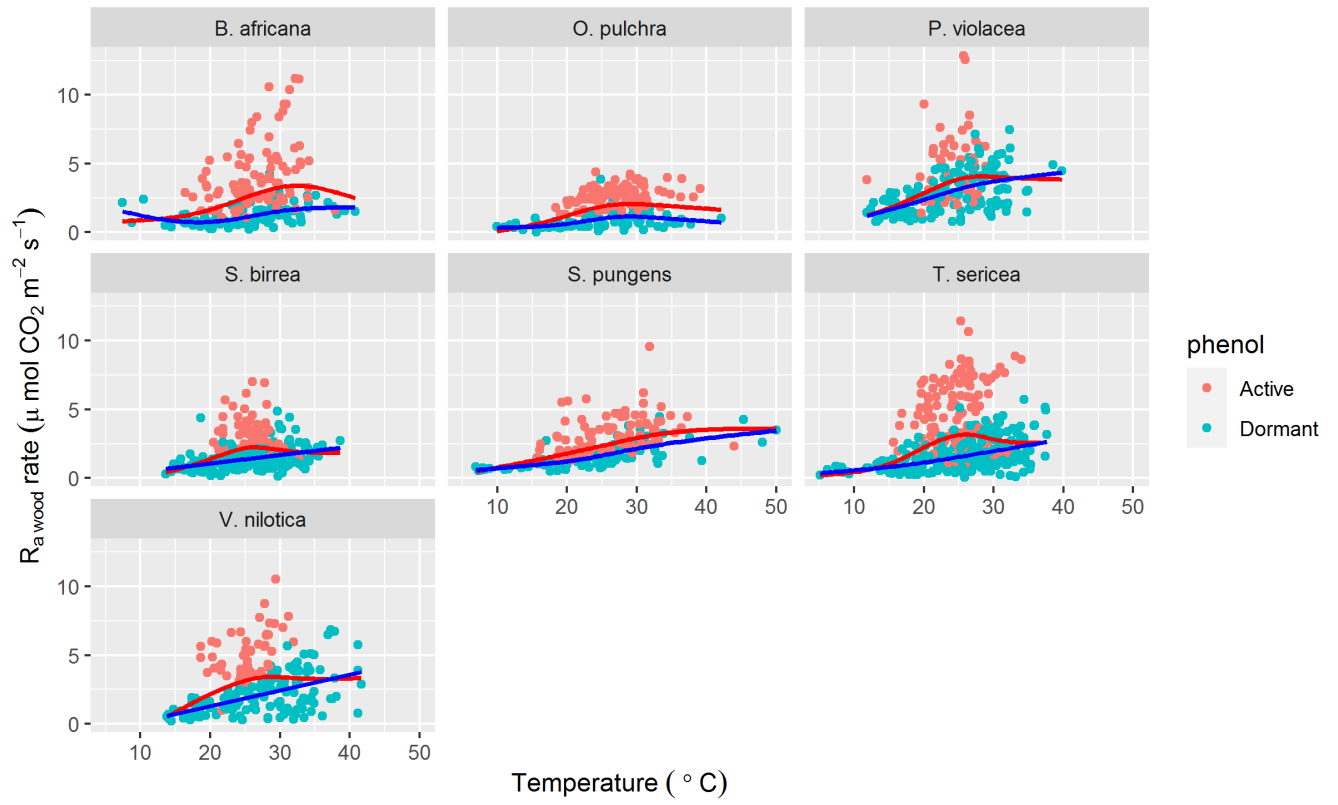 B. africana O. pulchra P. violacea
10
5
0
S. birrea S. pungens T. sericea
10
5
0
10 20 30 40 50 10 20 30 40 50
V. nilotica
10
5
0
10 20 30 40 50
Temperature ( ° C)
R a wood rate (μ mol CO₂ m⁻² s⁻¹)
phenol
Active
Dormant